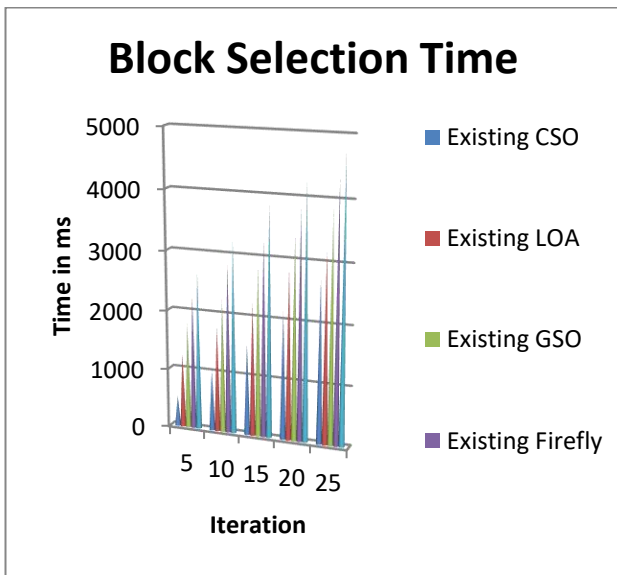 Block Selection Time
5000
4000
3000
2000
1000
0
Time in ms
5 10 15 20 25
Iteration
Existing CSO
Existing LOA
Existing GSO
Existing Firefly